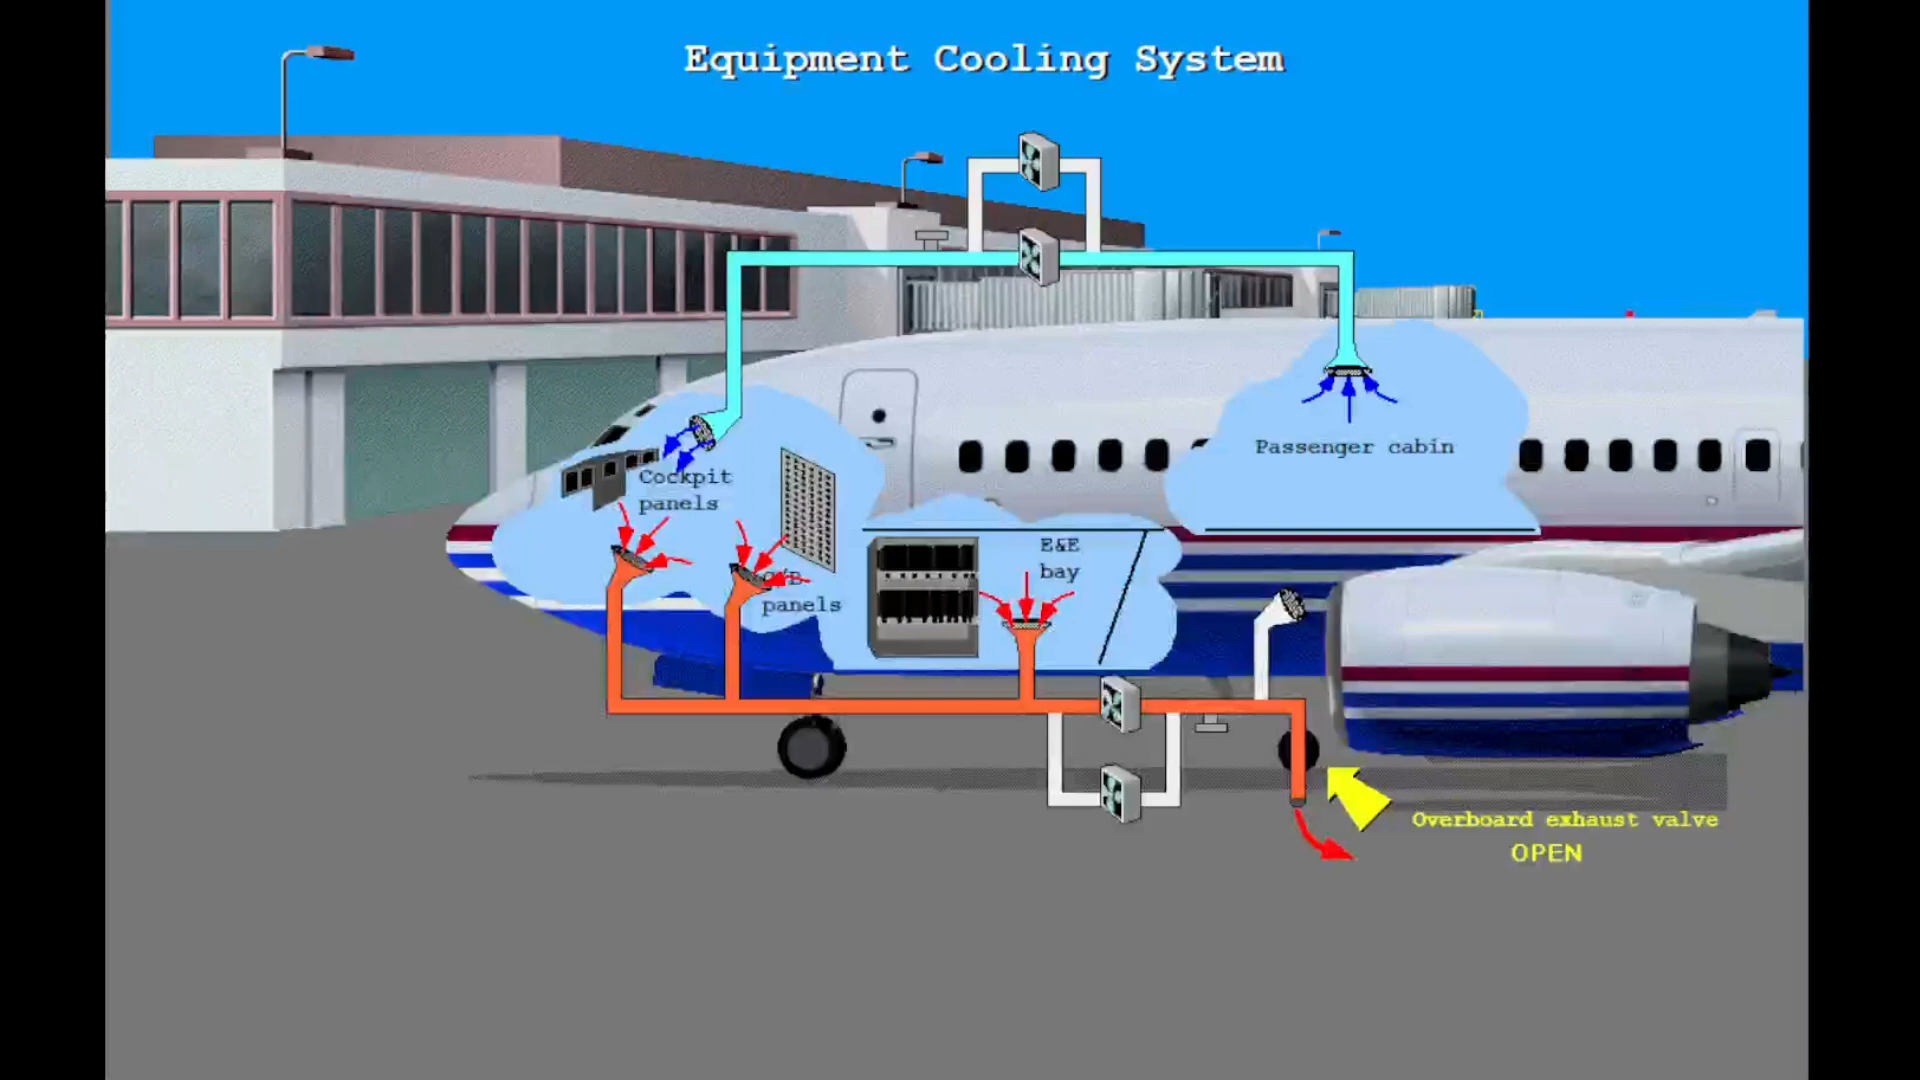 Equipment Cooling System
Passenger cabin
Cockpit
panels
E&E
bay
C/B
panels
Overboard exhaust valve
OPEN